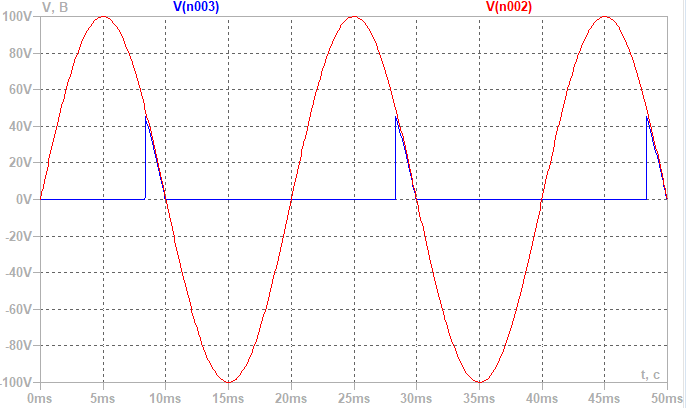 V, В V(n003) V(n002)
100V
80V
60V
40V
20V
0V
-20V
-40V
-60V
-80V
-100V
t, c
0ms 5ms 10ms 15ms 20ms 25ms 30ms 35ms 40ms 45ms 50ms